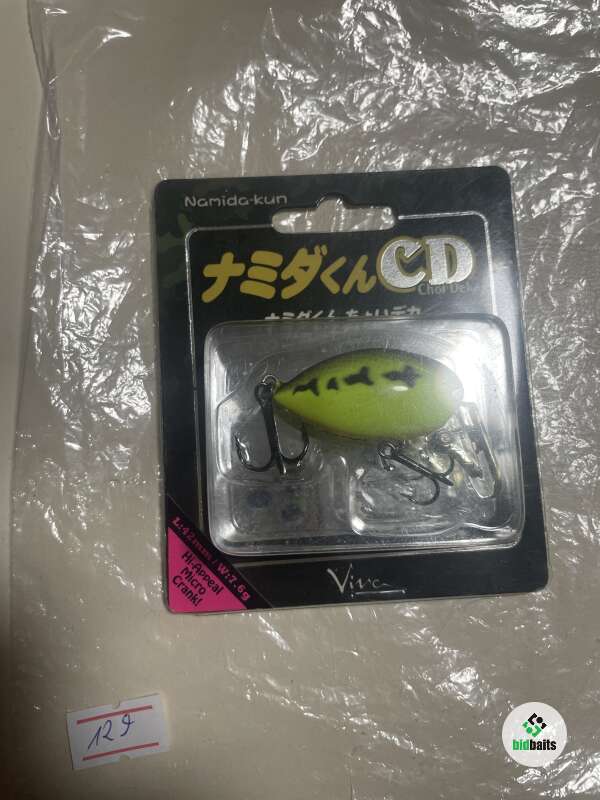 Namida-kun
ナミダくんCD
Choi Deka
ナミダくん ちょいデカ
L:42mm / W:7.6g
Hi-Appeal
Micro
Crank!
Viva
129
bidbaits